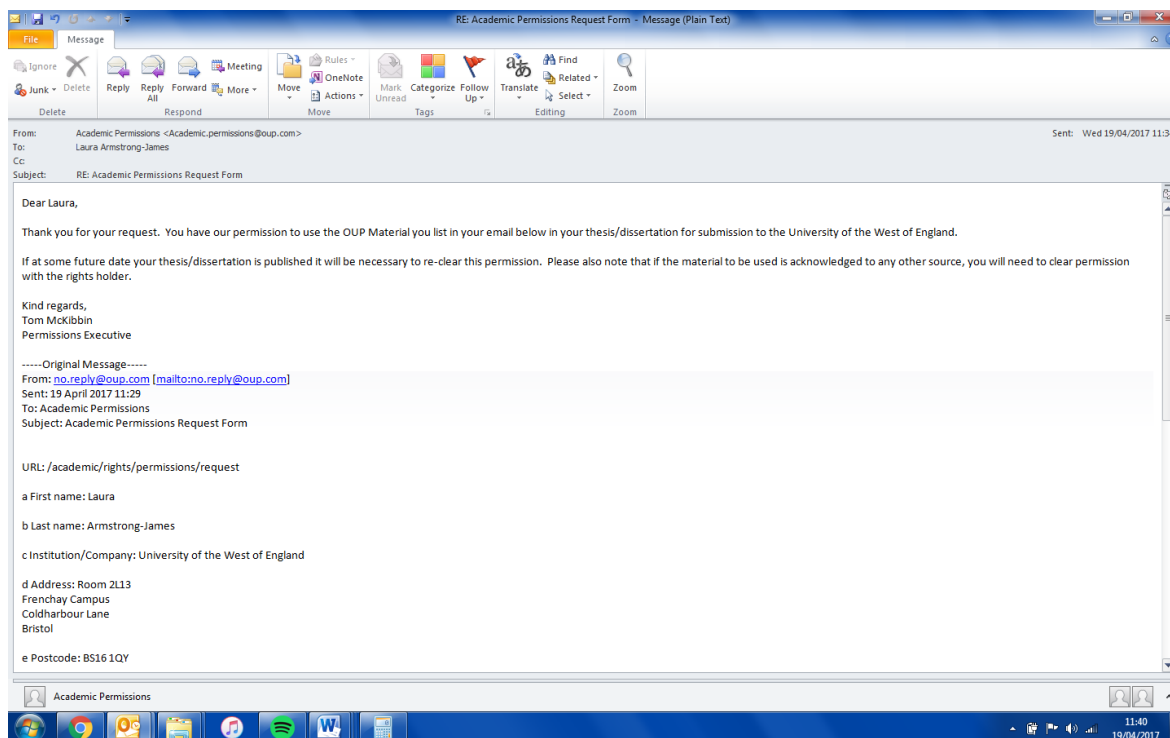 RE: Academic Permissions Request Form - Message (Plain Text)
File Message
Ignore
Junk
Delete
Reply
Reply All
Forward
Meeting
More
Move
Rules
OneNote
Actions
Mark Unread
Categorize
Follow Up
Translate
Find
Related
Select
Zoom
Delete Respond Move Tags Editing Zoom
From: Academic Permissions <Academic.permissions@oup.com> Sent: Wed 19/04/2017 11:3
To: Laura Armstrong-James
Cc:
Subject: RE: Academic Permissions Request Form
Dear Laura,
Thank you for your request. You have our permission to use the OUP Material you list in your email below in your thesis/dissertation for submission to the University of the West of England.
If at some future date your thesis/dissertation is published it will be necessary to re-clear this permission. Please also note that if the material to be used is acknowledged to any other source, you will need to clear permission
with the rights holder.
Kind regards,
Tom McKibbin
Permissions Executive
-----Original Message-----
From: no.reply@oup.com [mailto:no.reply@oup.com]
Sent: 19 April 2017 11:29
To: Academic Permissions
Subject: Academic Permissions Request Form
URL: /academic/rights/permissions/request
a First name: Laura
b Last name: Armstrong-James
c Institution/Company: University of the West of England
d Address: Room 2L13
Frenchay Campus
Coldharbour Lane
Bristol
e Postcode: BS16 1QY
Academic Permissions
11:40
19/04/2017